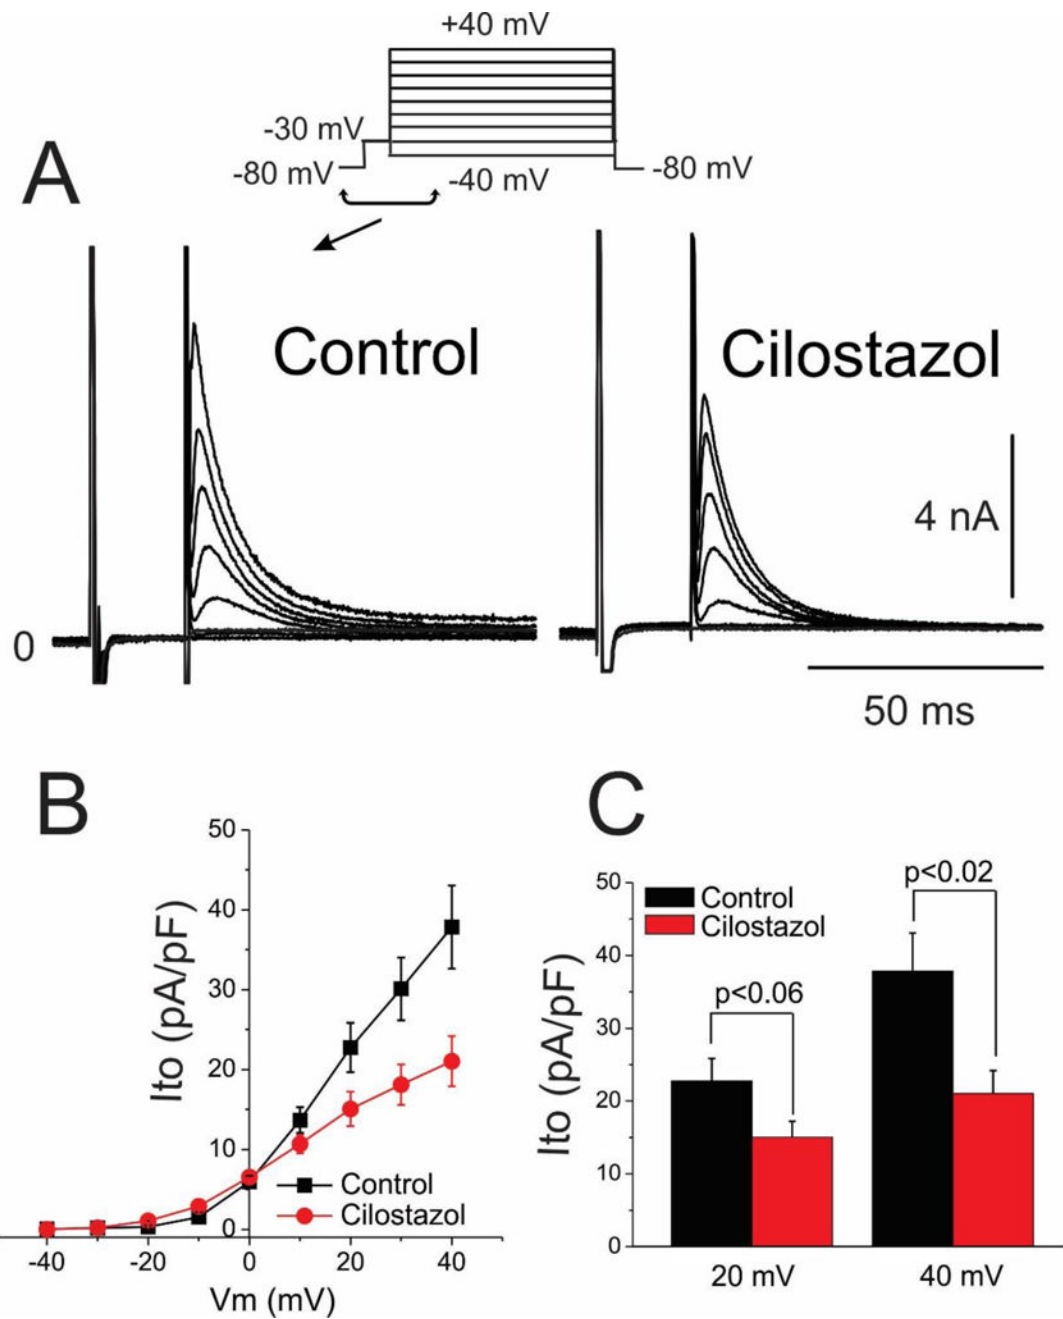 +40 mV
-30 mV
A
-80 mV
-40 mV
-80 mV
Control
Cilostazol
4 nA
0
50 ms
B
50
40
30
20
10
0
Ito (pA/pF)
Control
Cilostazol
-40
-20
0
20
40
Vm (mV)
C
50
40
30
20
10
0
Ito (pA/pF)
Control
Cilostazol
p<0.06
p<0.02
20 mV
40 mV